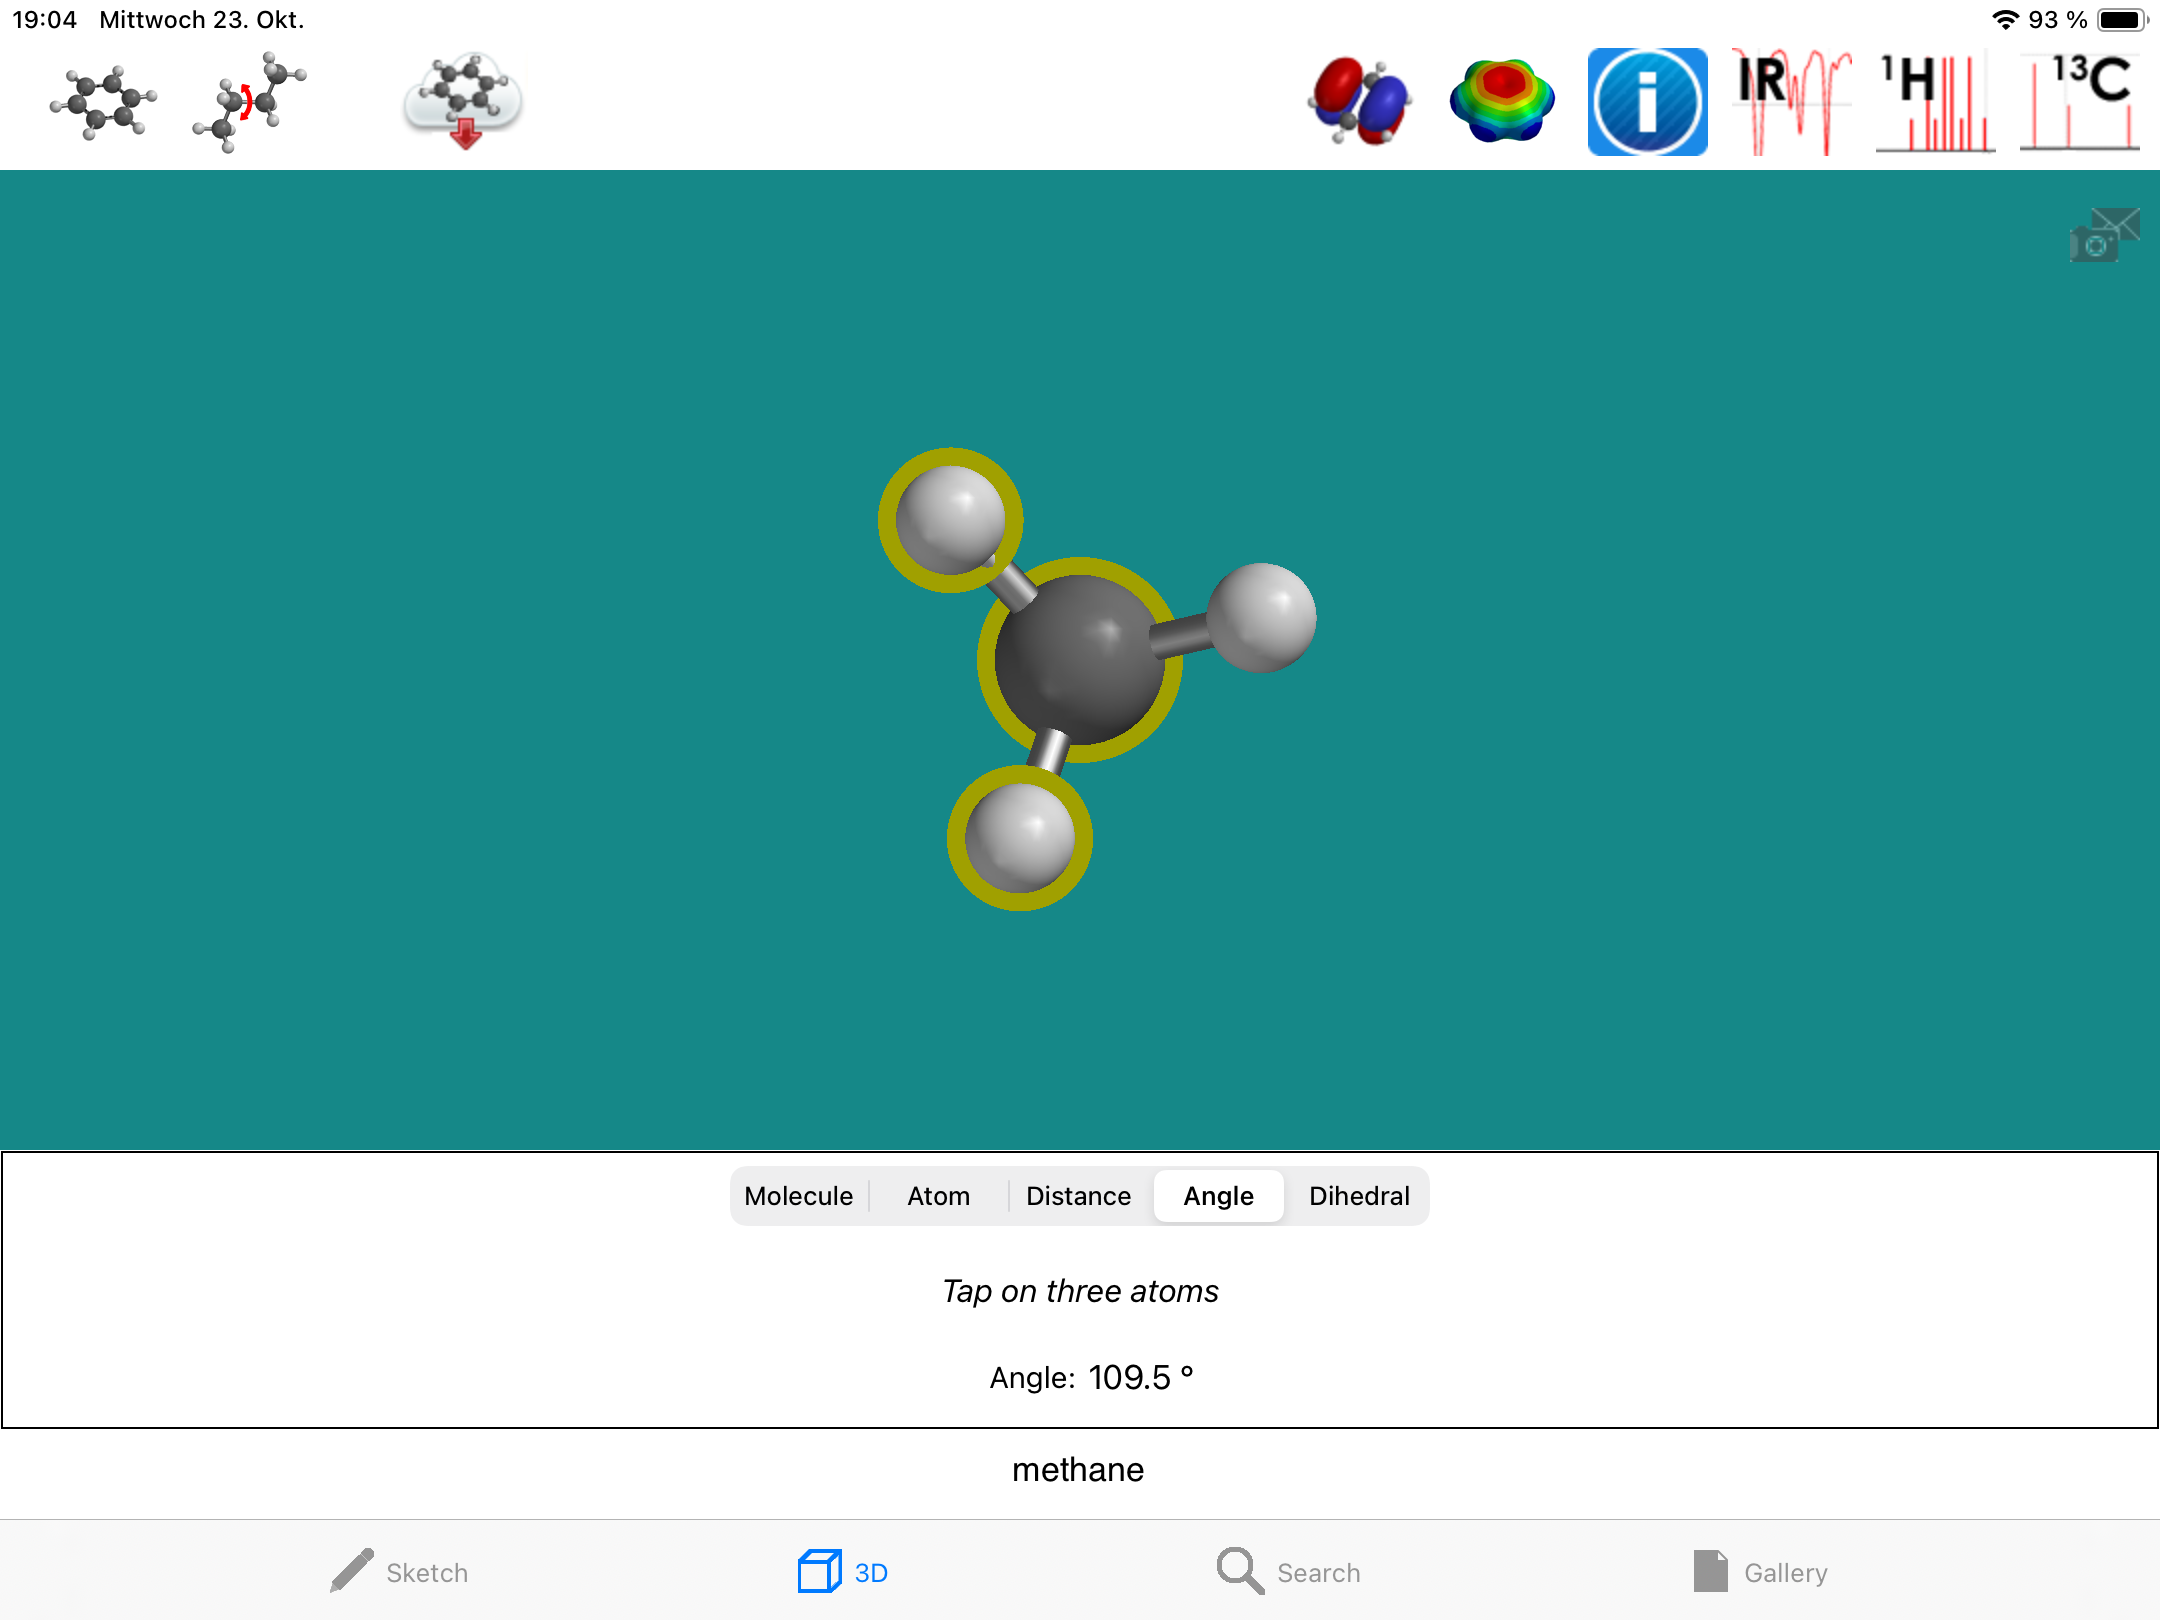 19:04 Mittwoch 23. Okt. 93 %
IR ¹H ¹³C
Molecule Atom Distance Angle Dihedral
Tap on three atoms
Angle: 109.5 °
methane
Sketch 3D Search Gallery